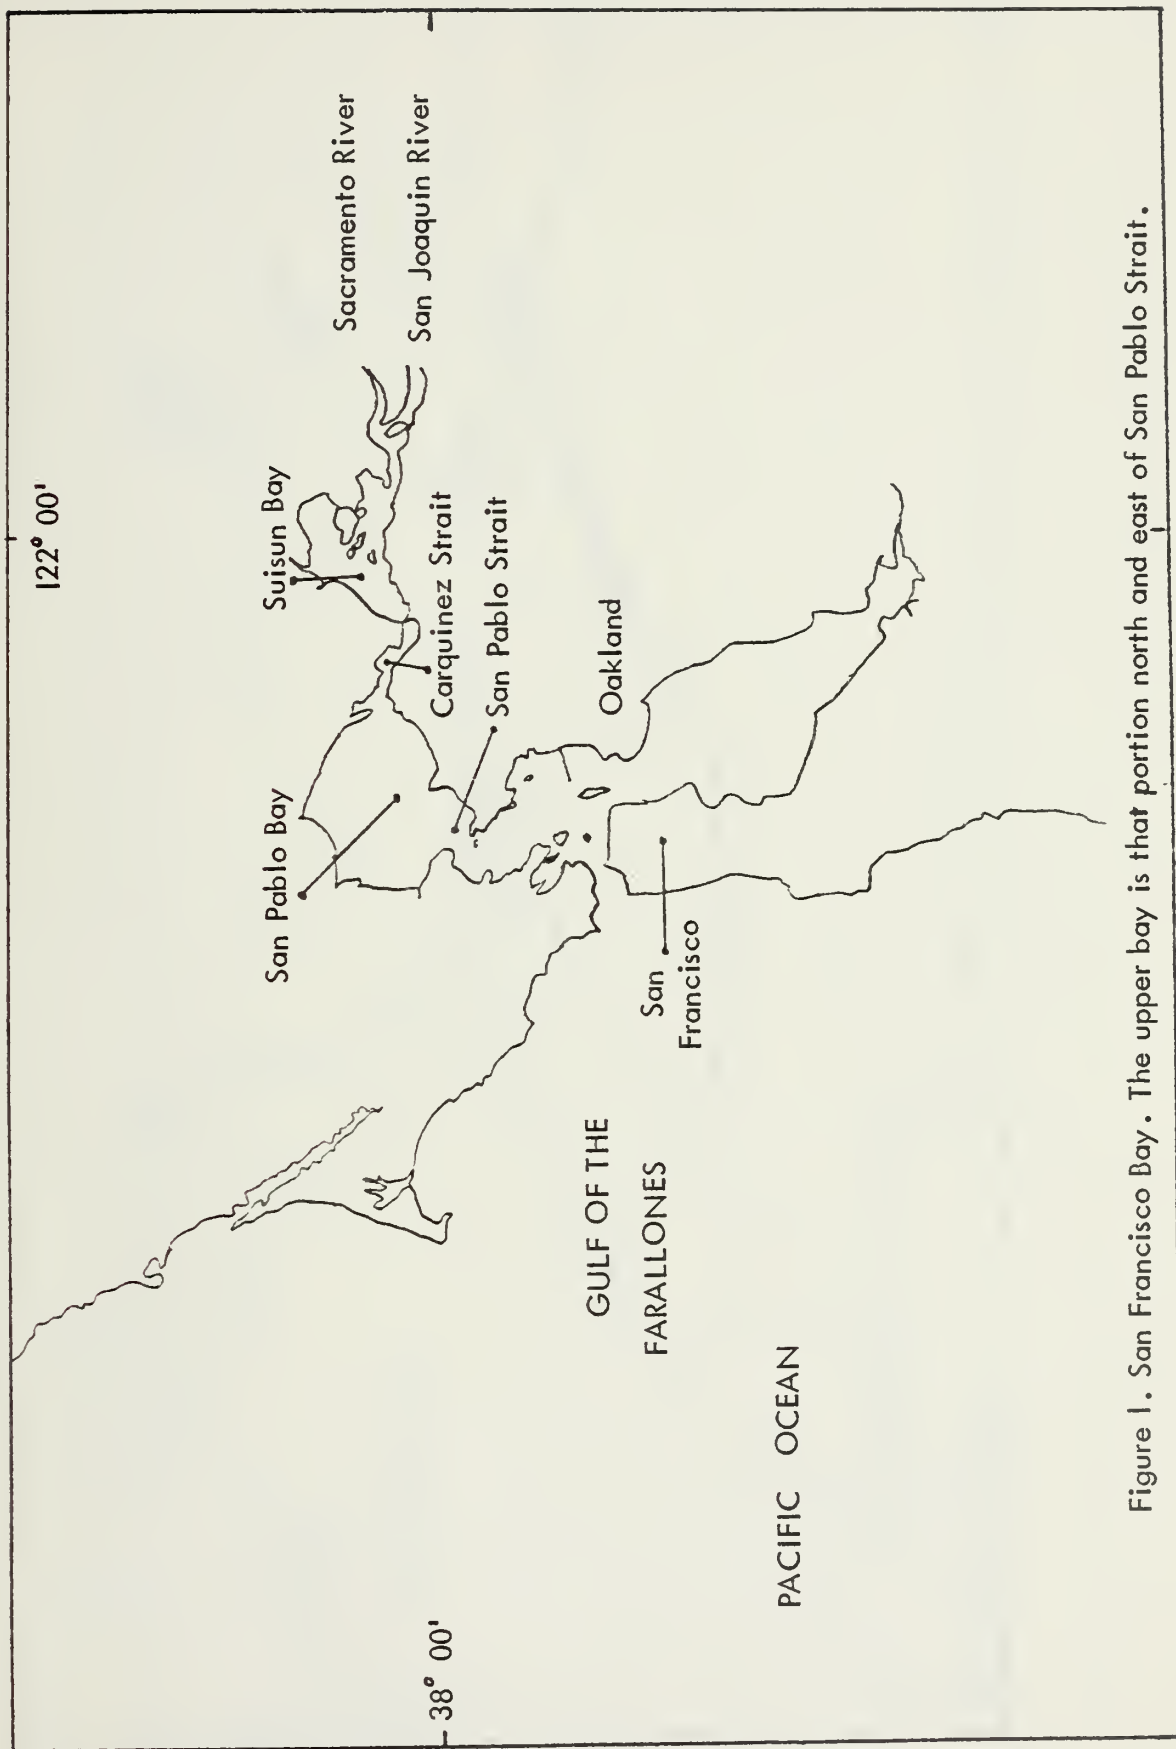 122° 00'
Suisun Bay
Sacramento River
San Joaquin River
San Pablo Bay
Carquinez Strait
San Pablo Strait
Oakland
San
Francisco
38° 00'
GULF OF THE
FARALLONES
PACIFIC OCEAN
Figure 1. San Francisco Bay. The upper bay is that portion north and east of San Pablo Strait.